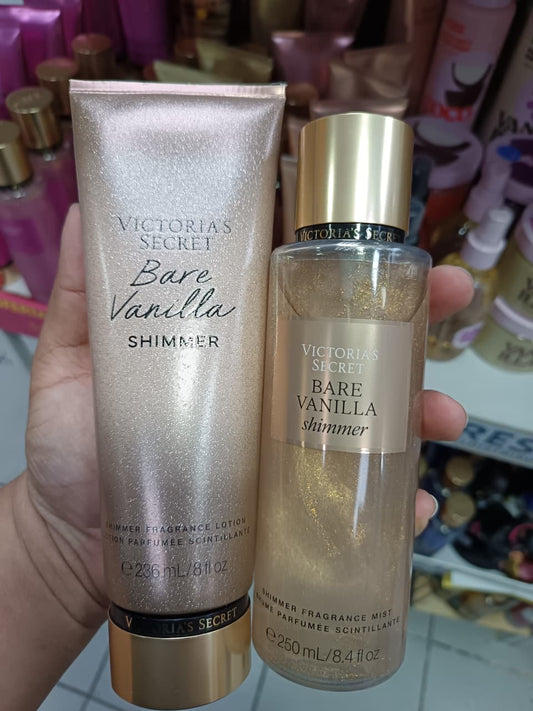 VICTORIA'S
SECRET
Bare
Vanilla
SHIMMER
SHIMMER FRAGRANCE LOTION
LOTION PARFUMÉE SCINTILLANTE
℮236 mL/8 fl oz
VICTORIA'S SECRET
VICTORIA'S SECRET
VICTORIA'S
SECRET
BARE
VANILLA
shimmer
SHIMMER FRAGRANCE MIST
BRUME PARFUMÉE SCINTILLANTE
℮250 mL/8.4 fl oz